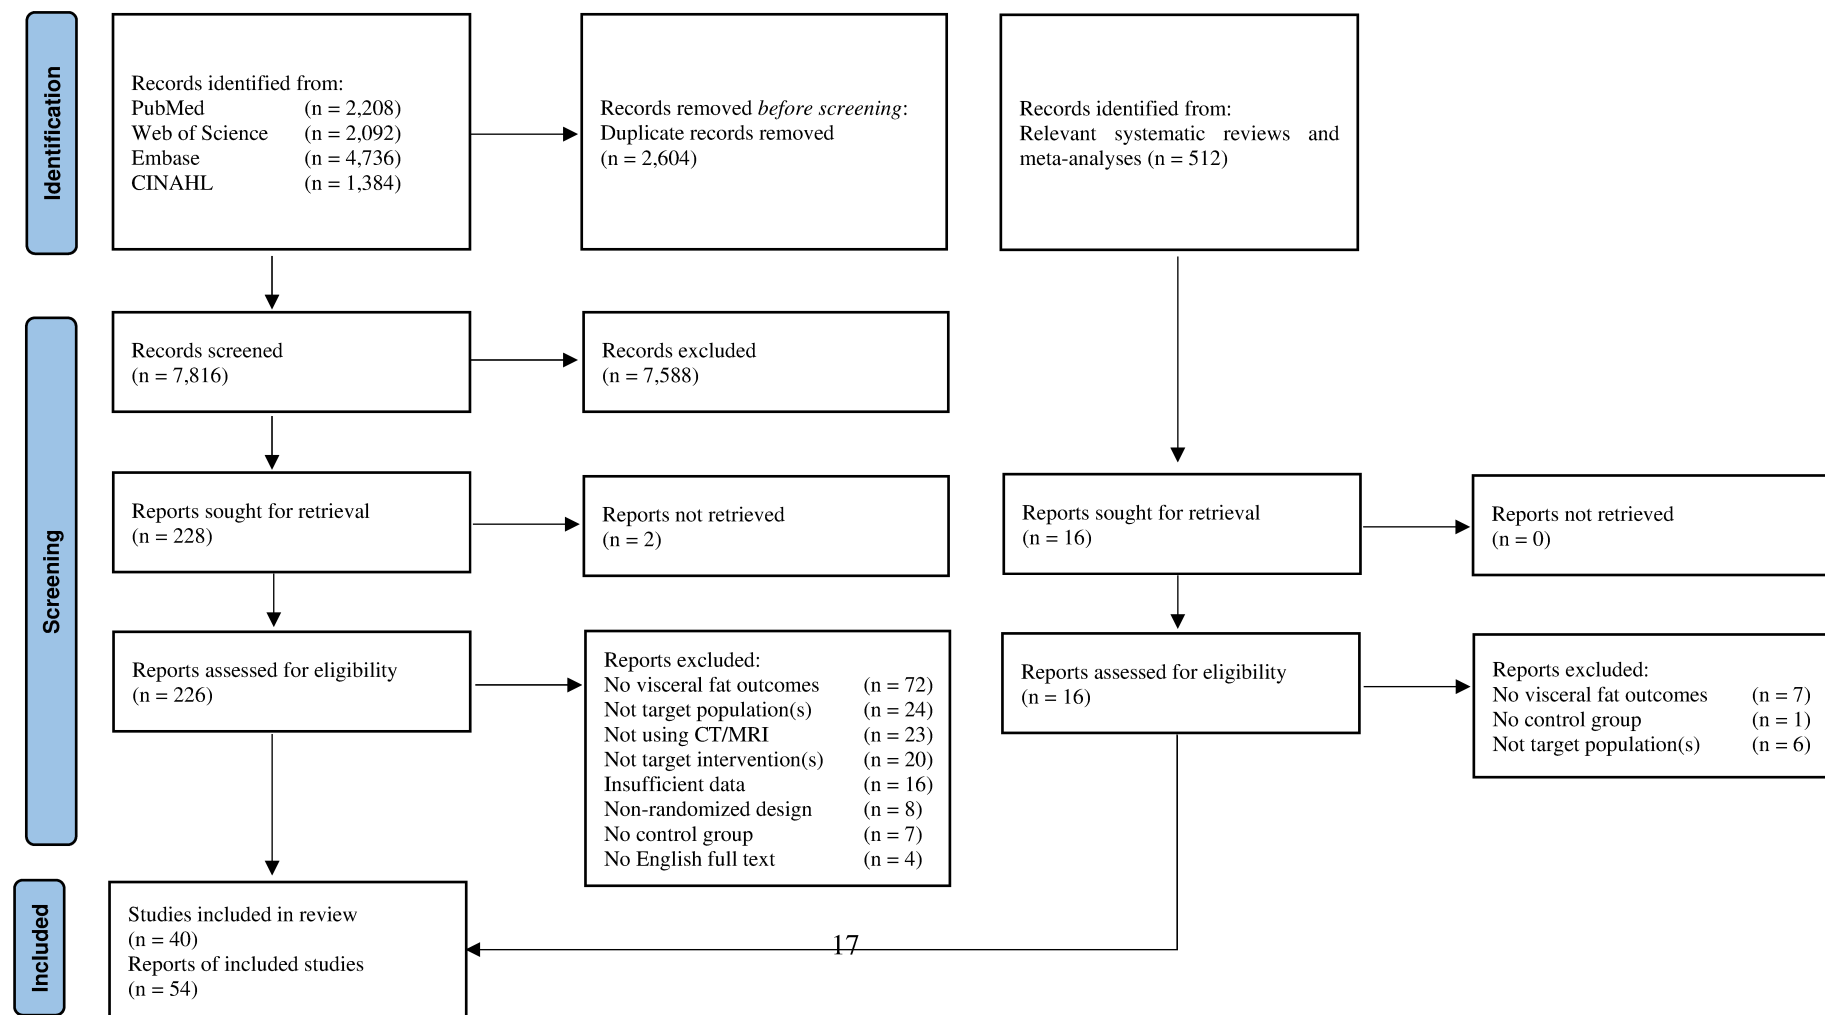 Identification
Records identified from:
PubMed (n = 2,208)
Web of Science (n = 2,092)
Embase (n = 4,736)
CINAHL (n = 1,384)
Records removed before screening:
Duplicate records removed
(n = 2,604)
Records identified from:
Relevant systematic reviews and
meta-analyses (n = 512)
Screening
Records screened
(n = 7,816)
Records excluded
(n = 7,588)
Reports sought for retrieval
(n = 228)
Reports not retrieved
(n = 2)
Reports sought for retrieval
(n = 16)
Reports not retrieved
(n = 0)
Reports assessed for eligibility
(n = 226)
Reports excluded:
No visceral fat outcomes (n = 72)
Not target population(s) (n = 24)
Not using CT/MRI (n = 23)
Not target intervention(s) (n = 20)
Insufficient data (n = 16)
Non-randomized design (n = 8)
No control group (n = 7)
No English full text (n = 4)
Reports assessed for eligibility
(n = 16)
Reports excluded:
No visceral fat outcomes (n = 7)
No control group (n = 1)
Not target population(s) (n = 6)
Included
Studies included in review
(n = 40)
Reports of included studies
(n = 54)
17